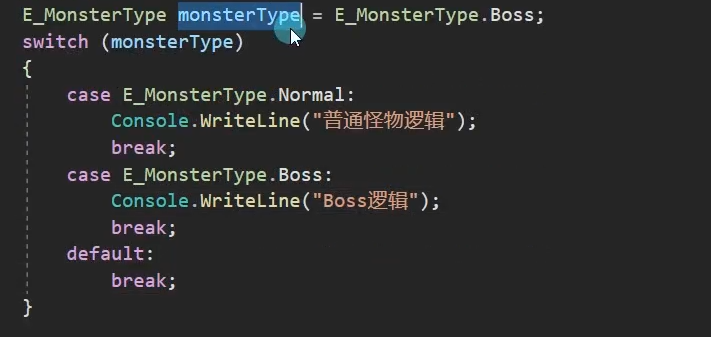 E_MonsterType monsterType = E_MonsterType.Boss;
switch (monsterType)
{
    case E_MonsterType.Normal:
        Console.WriteLine("普通怪物逻辑");
        break;
    case E_MonsterType.Boss:
        Console.WriteLine("Boss逻辑");
        break;
    default:
        break;
}